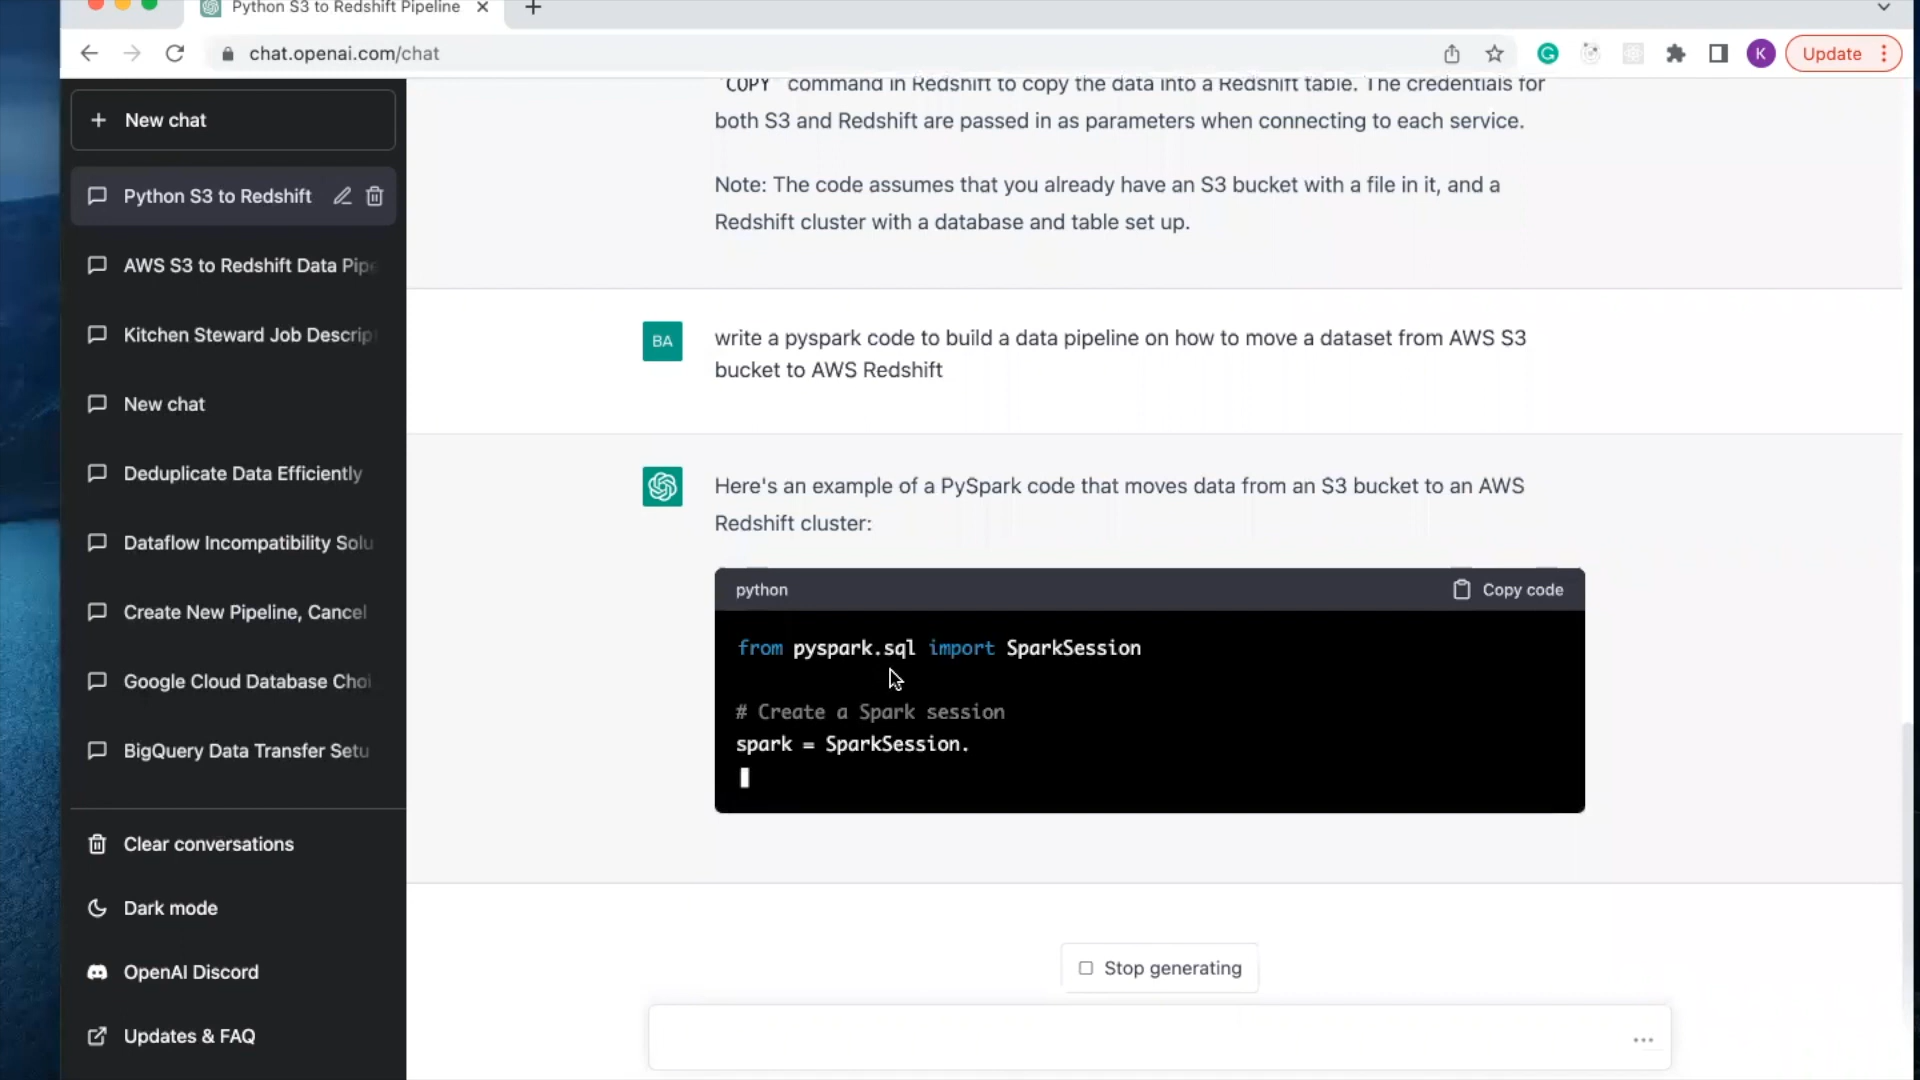 Python S3 to Redshift Pipeline
chat.openai.com/chat
K
Update
New chat
Python S3 to Redshift
AWS S3 to Redshift Data Pipe
Kitchen Steward Job Descrip
New chat
Deduplicate Data Efficiently
Dataflow Incompatibility Solu
Create New Pipeline, Cancel
Google Cloud Database Choi
BigQuery Data Transfer Setu
Clear conversations
Dark mode
OpenAI Discord
Updates & FAQ
`COPY` command in Redshift to copy the data into a Redshift table. The credentials for
both S3 and Redshift are passed in as parameters when connecting to each service.
Note: The code assumes that you already have an S3 bucket with a file in it, and a
Redshift cluster with a database and table set up.
BA
write a pyspark code to build a data pipeline on how to move a dataset from AWS S3
bucket to AWS Redshift
Here's an example of a PySpark code that moves data from an S3 bucket to an AWS
Redshift cluster:
python
Copy code
from pyspark.sql import SparkSession
# Create a Spark session
spark = SparkSession.
Stop generating